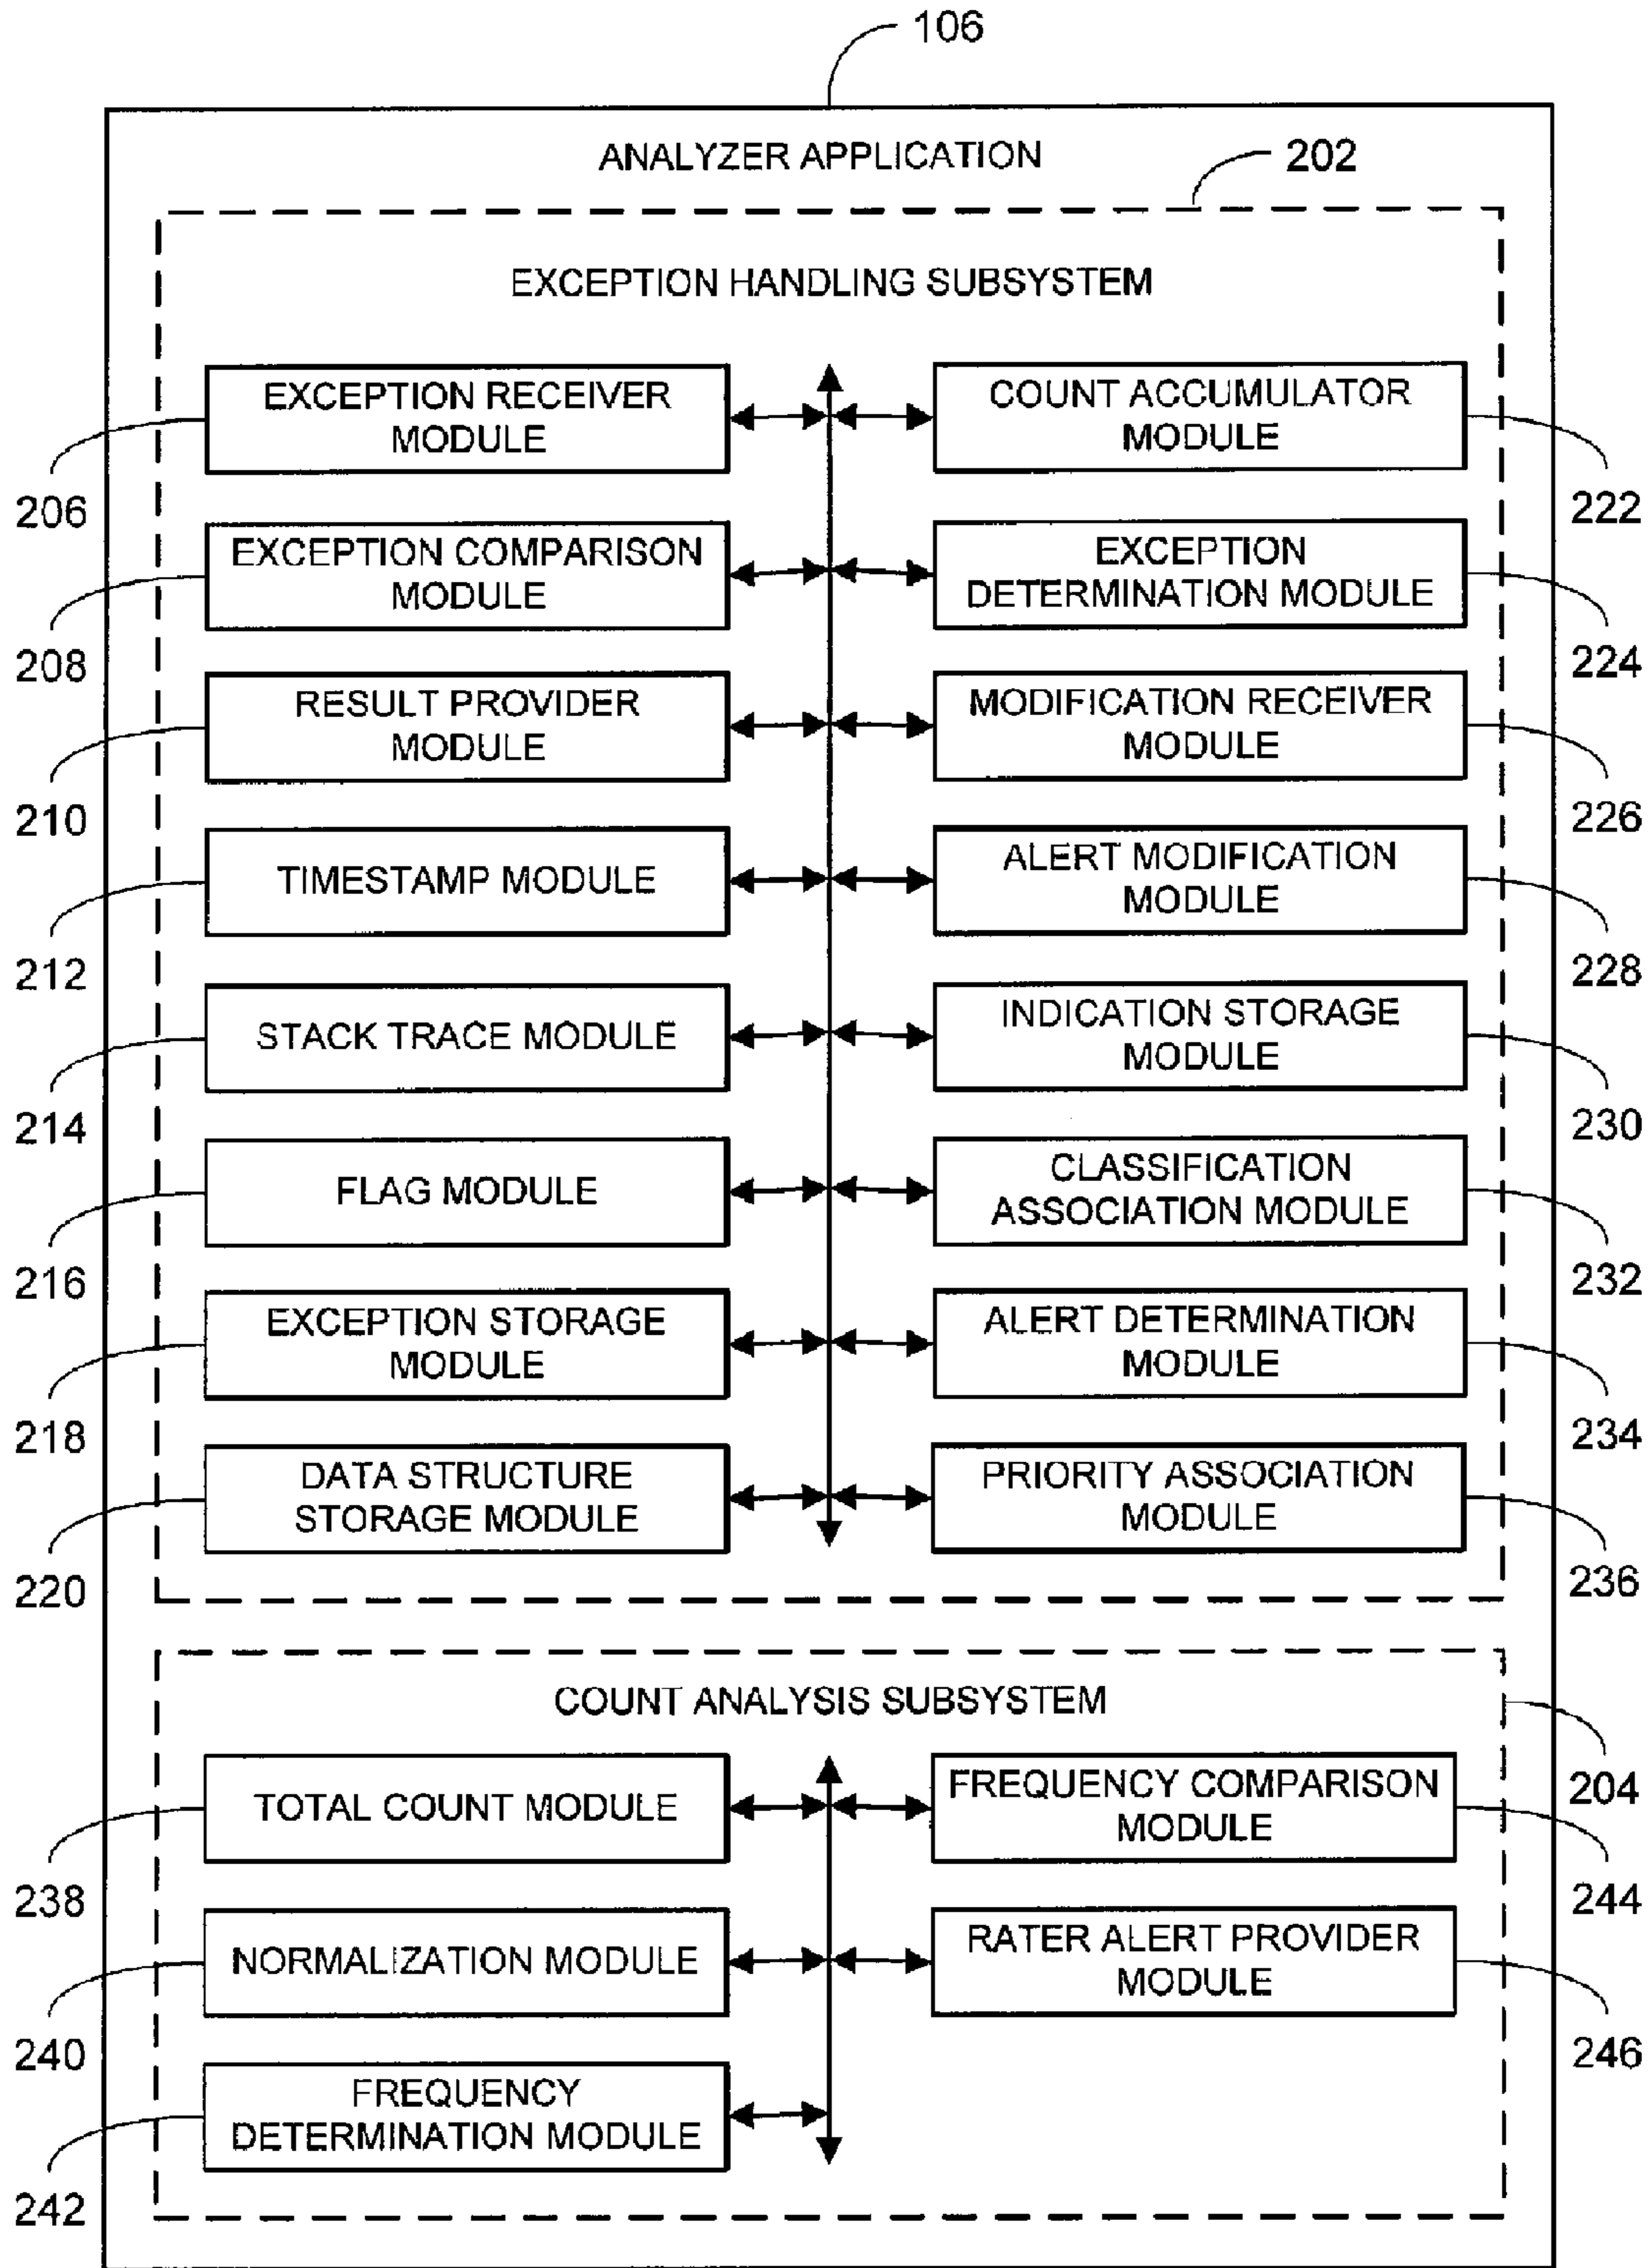 106
ANALYZER APPLICATION
202
EXCEPTION HANDLING SUBSYSTEM
EXCEPTION RECEIVER
MODULE
206
COUNT ACCUMULATOR
MODULE
222
EXCEPTION COMPARISON
MODULE
208
EXCEPTION
DETERMINATION MODULE
224
RESULT PROVIDER
MODULE
210
MODIFICATION RECEIVER
MODULE
226
TIMESTAMP MODULE
212
ALERT MODIFICATION
MODULE
228
STACK TRACE MODULE
214
INDICATION STORAGE
MODULE
230
FLAG MODULE
216
CLASSIFICATION
ASSOCIATION MODULE
232
EXCEPTION STORAGE
MODULE
218
ALERT DETERMINATION
MODULE
234
DATA STRUCTURE
STORAGE MODULE
220
PRIORITY ASSOCIATION
MODULE
236
COUNT ANALYSIS SUBSYSTEM
204
TOTAL COUNT MODULE
238
FREQUENCY COMPARISON
MODULE
244
NORMALIZATION MODULE
240
RATER ALERT PROVIDER
MODULE
246
FREQUENCY
DETERMINATION MODULE
242